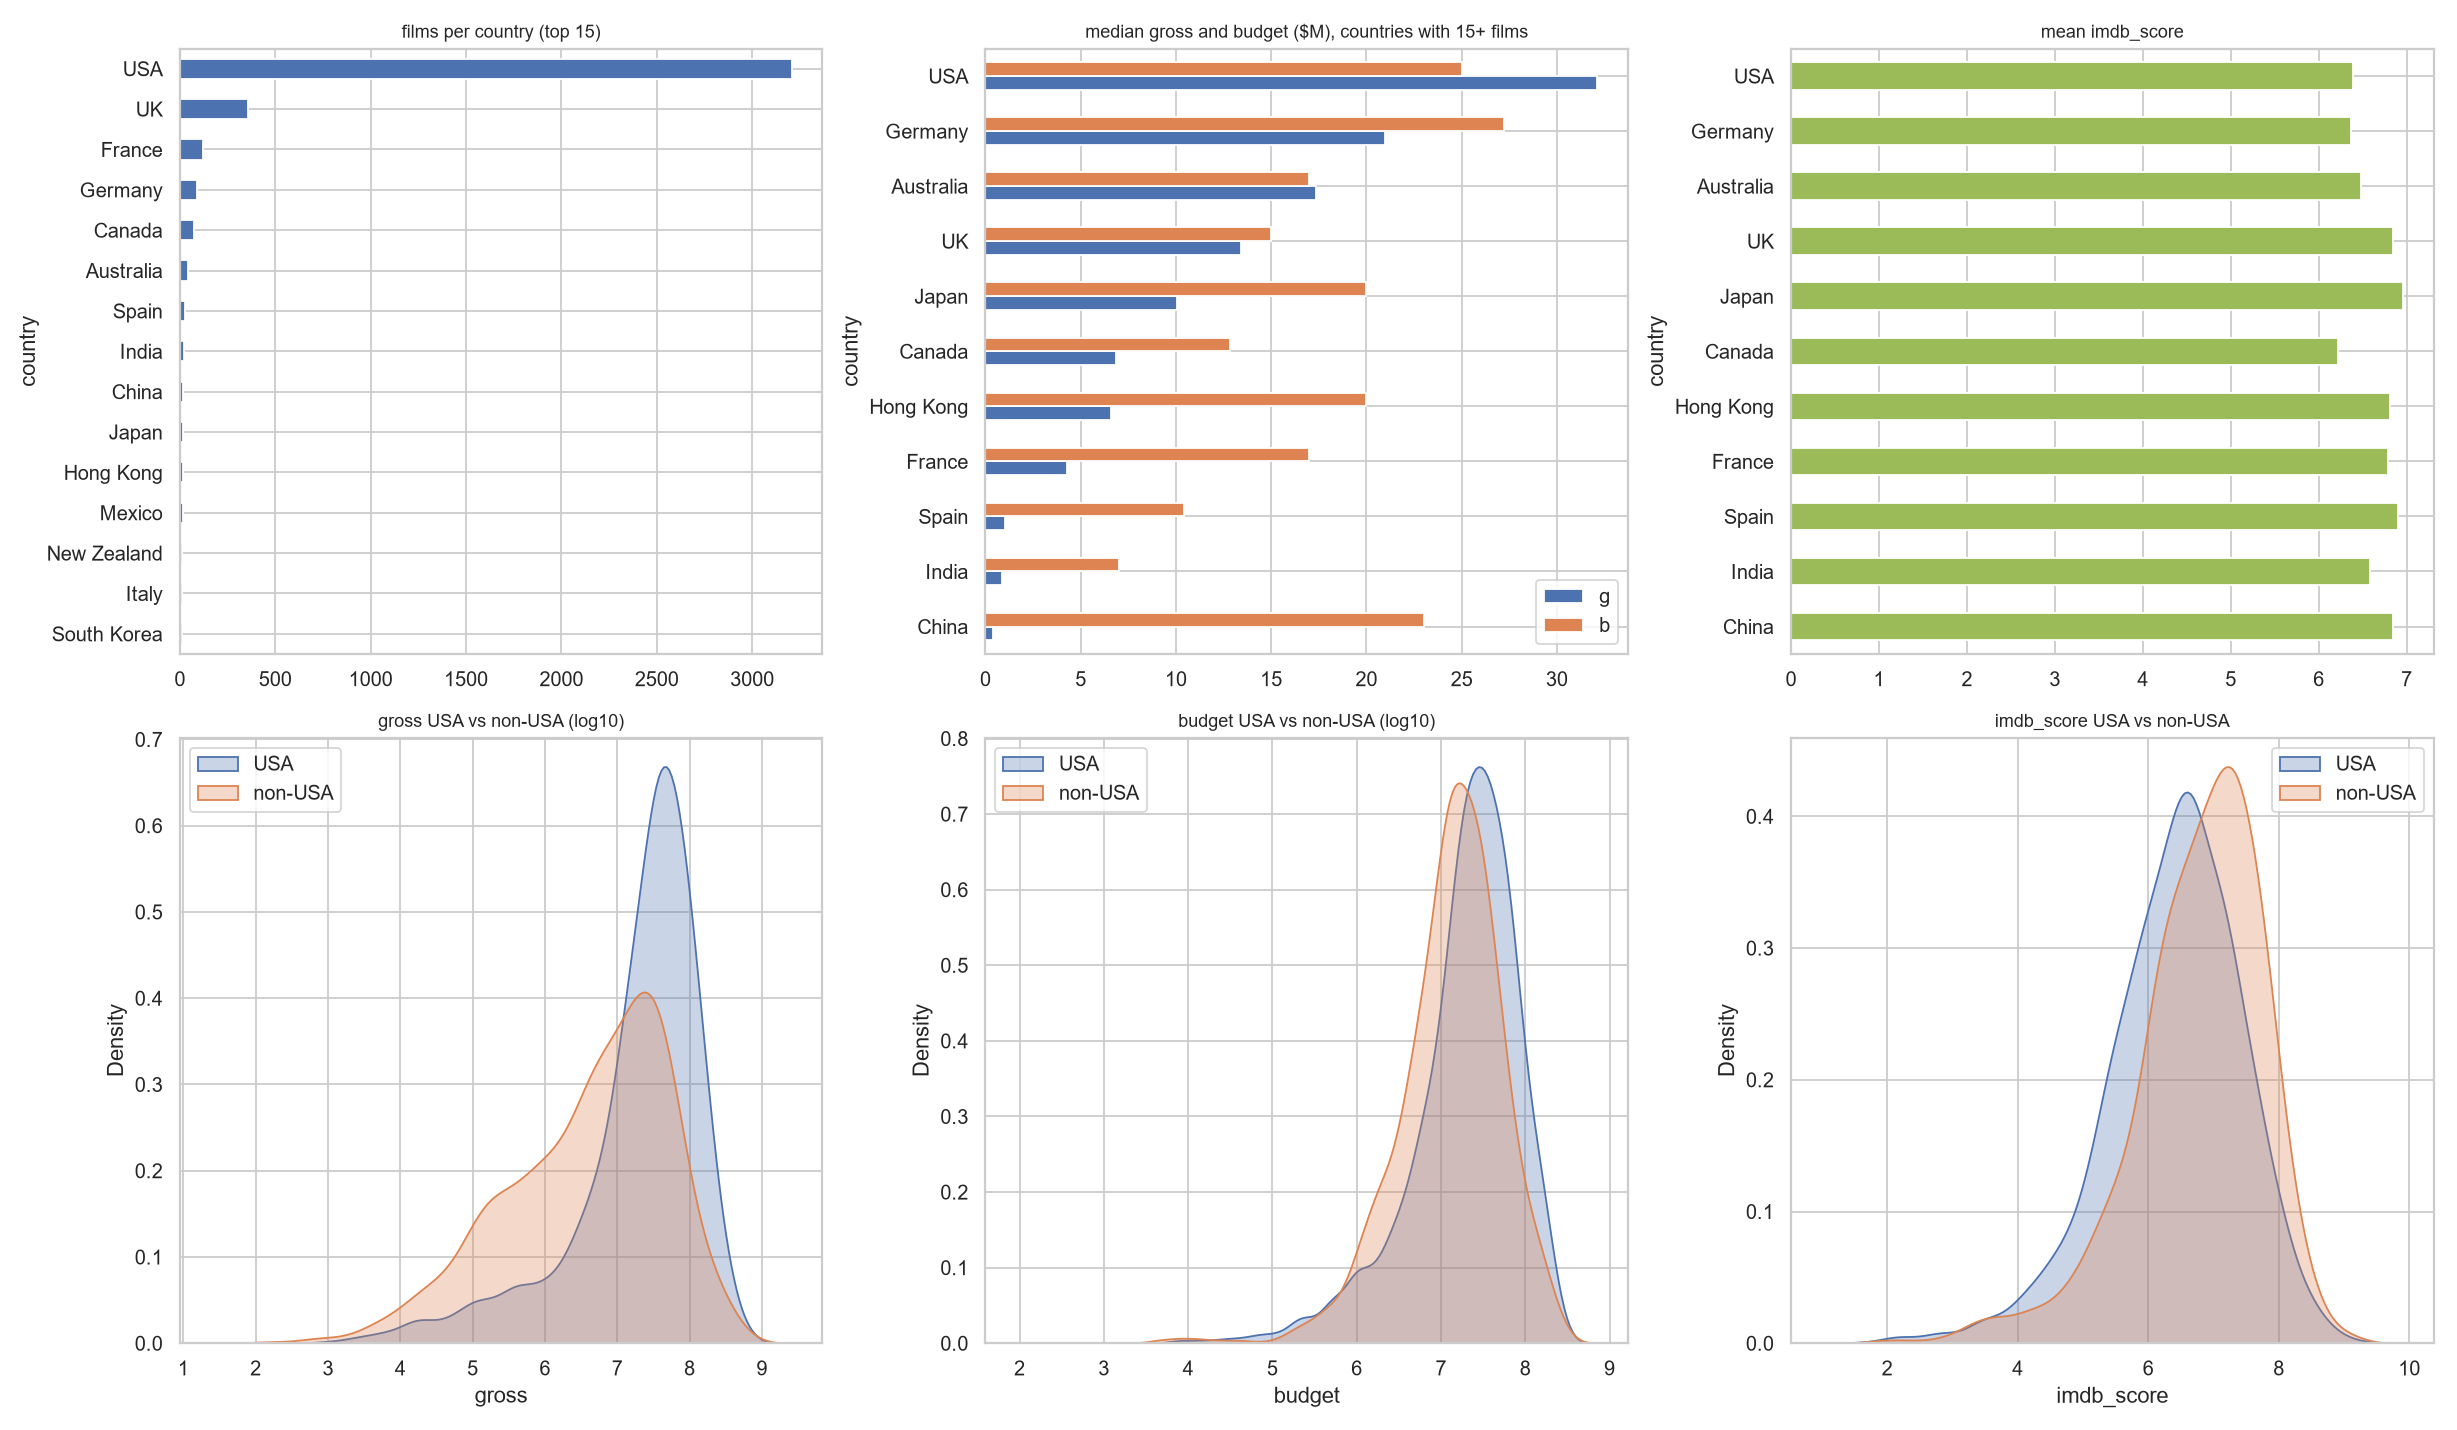 films per country (top 15)
country
USA
UK
France
Germany
Canada
Australia
Spain
India
China
Japan
Hong Kong
Mexico
New Zealand
Italy
South Korea
0 500 1000 1500 2000 2500 3000
median gross and budget ($M), countries with 15+ films
country
USA
Germany
Australia
UK
Japan
Canada
Hong Kong
France
Spain
India
China
g
b
0 5 10 15 20 25 30
mean imdb_score
country
USA
Germany
Australia
UK
Japan
Canada
Hong Kong
France
Spain
India
China
0 1 2 3 4 5 6 7
gross USA vs non-USA (log10)
USA
non-USA
Density
0.7
0.6
0.5
0.4
0.3
0.2
0.1
0.0
1 2 3 4 5 6 7 8 9
gross
budget USA vs non-USA (log10)
USA
non-USA
Density
0.8
0.7
0.6
0.5
0.4
0.3
0.2
0.1
0.0
2 3 4 5 6 7 8 9
budget
imdb_score USA vs non-USA
USA
non-USA
Density
0.4
0.3
0.2
0.1
0.0
2 4 6 8 10
imdb_score